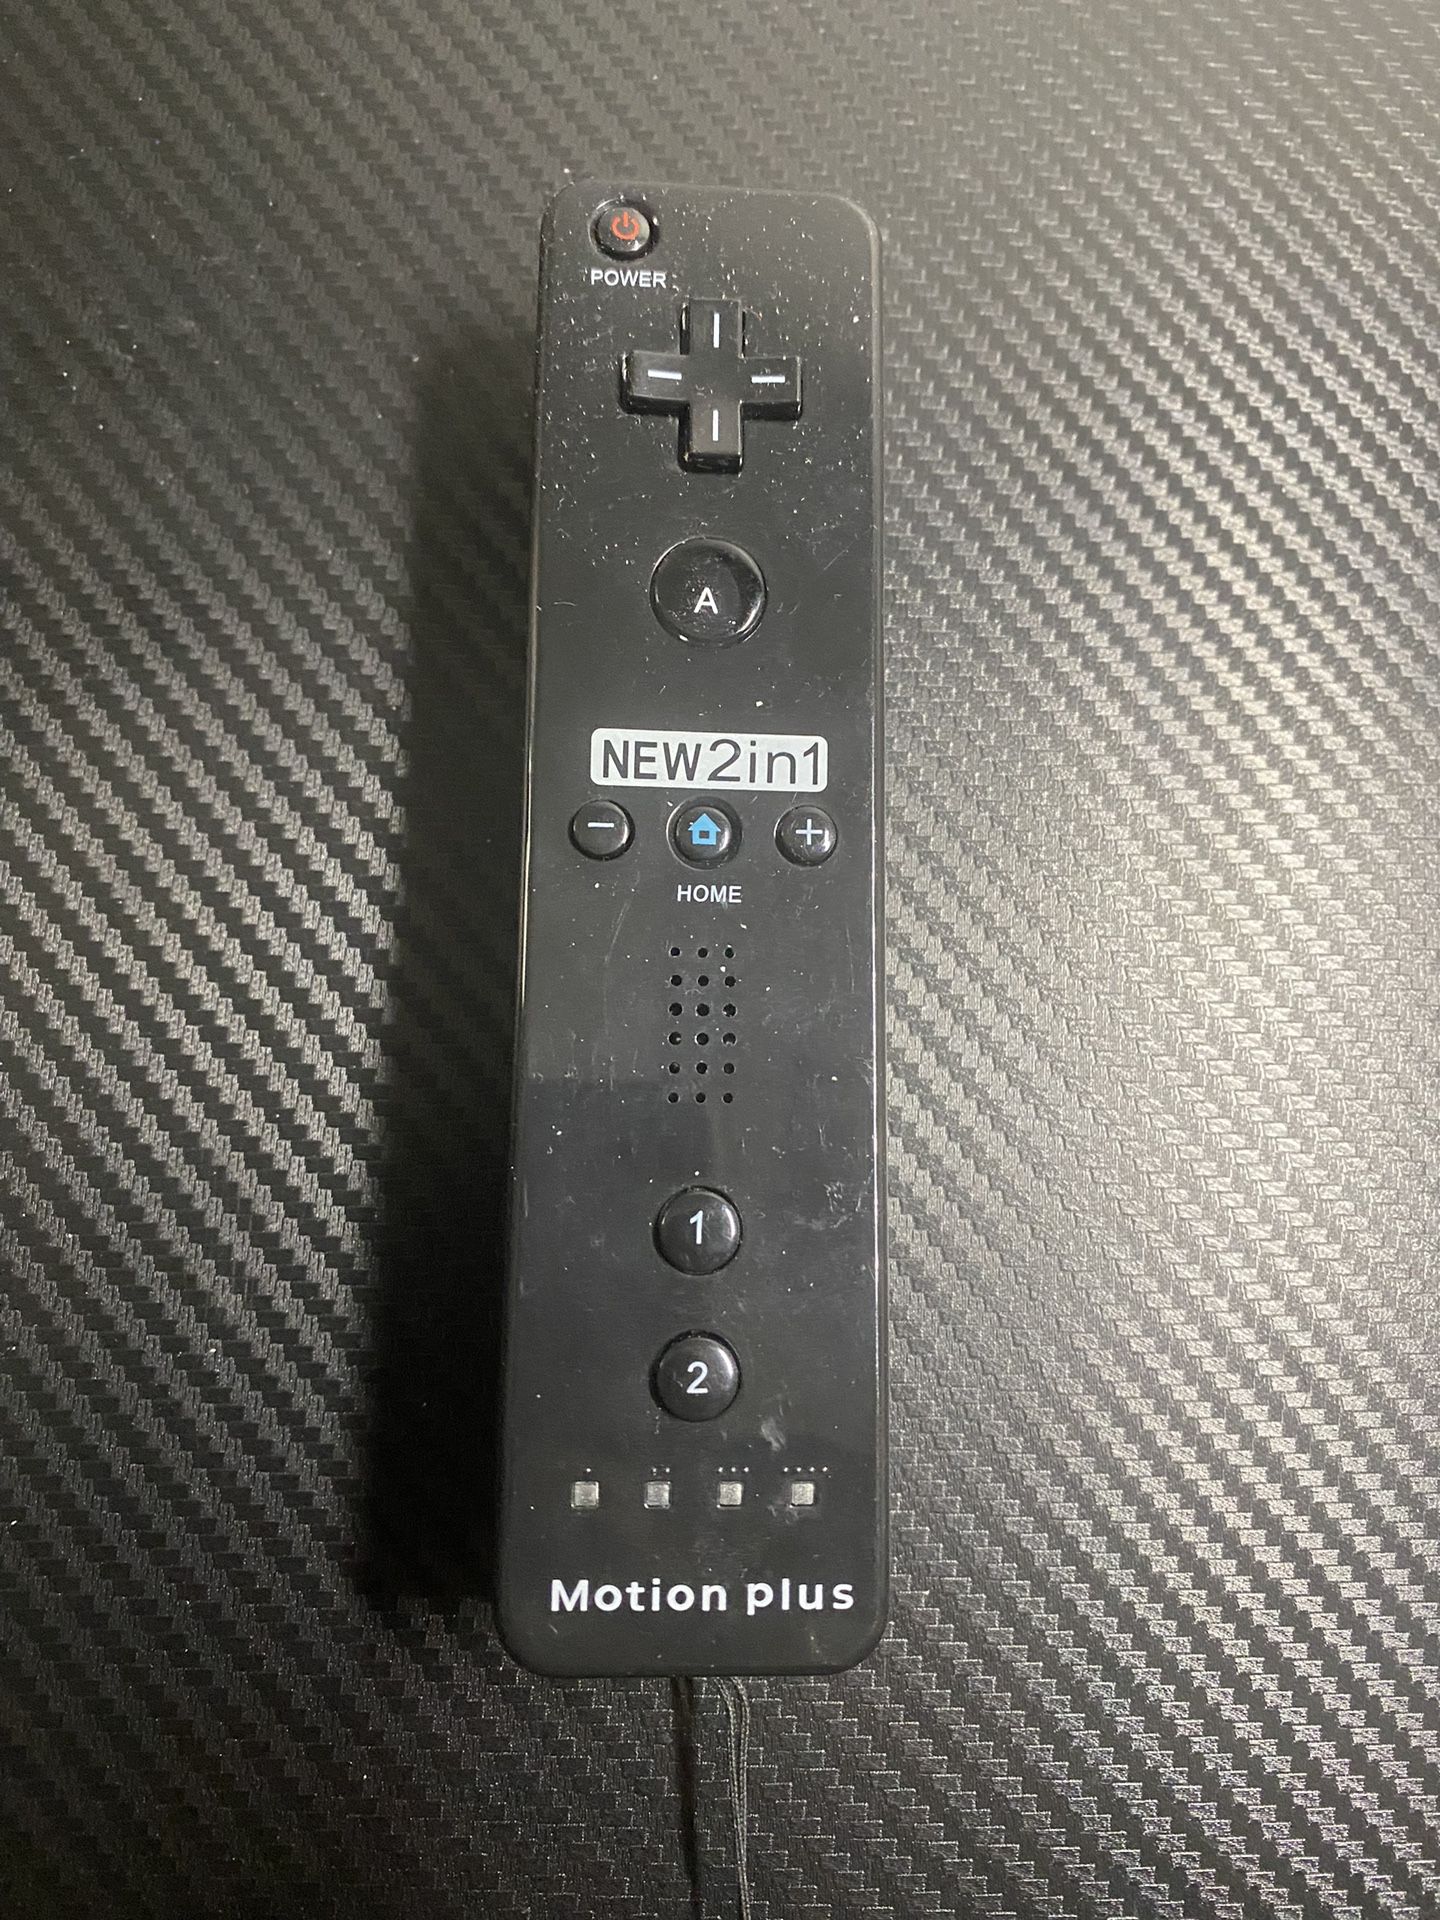 POWER
A
NEW2in1
− +
HOME
1
2
Motion plus